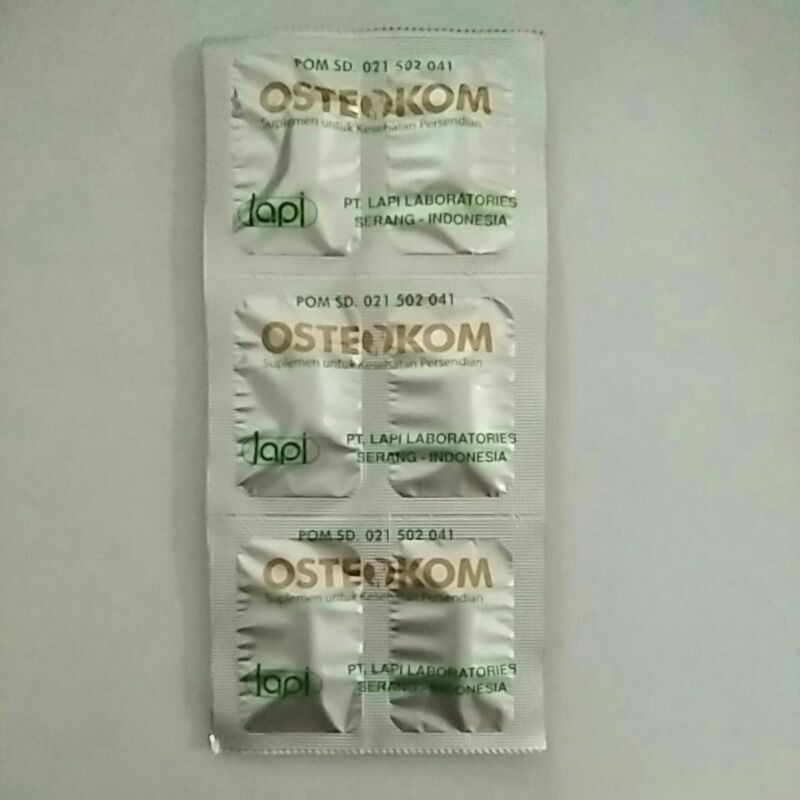 POM SD. 021 502 041
OSTEOKOM
Suplemen untuk Kesehatan Persendian
lapi
PT. LAPI LABORATORIES
SERANG - INDONESIA
POM SD. 021 502 041
OSTEOKOM
Suplemen untuk Kesehatan Persendian
lapi
PT. LAPI LABORATORIES
SERANG - INDONESIA
POM SD. 021 502 041
OSTEOKOM
Suplemen untuk Kesehatan Persendian
lapi
PT. LAPI LABORATORIES
SERANG - INDONESIA